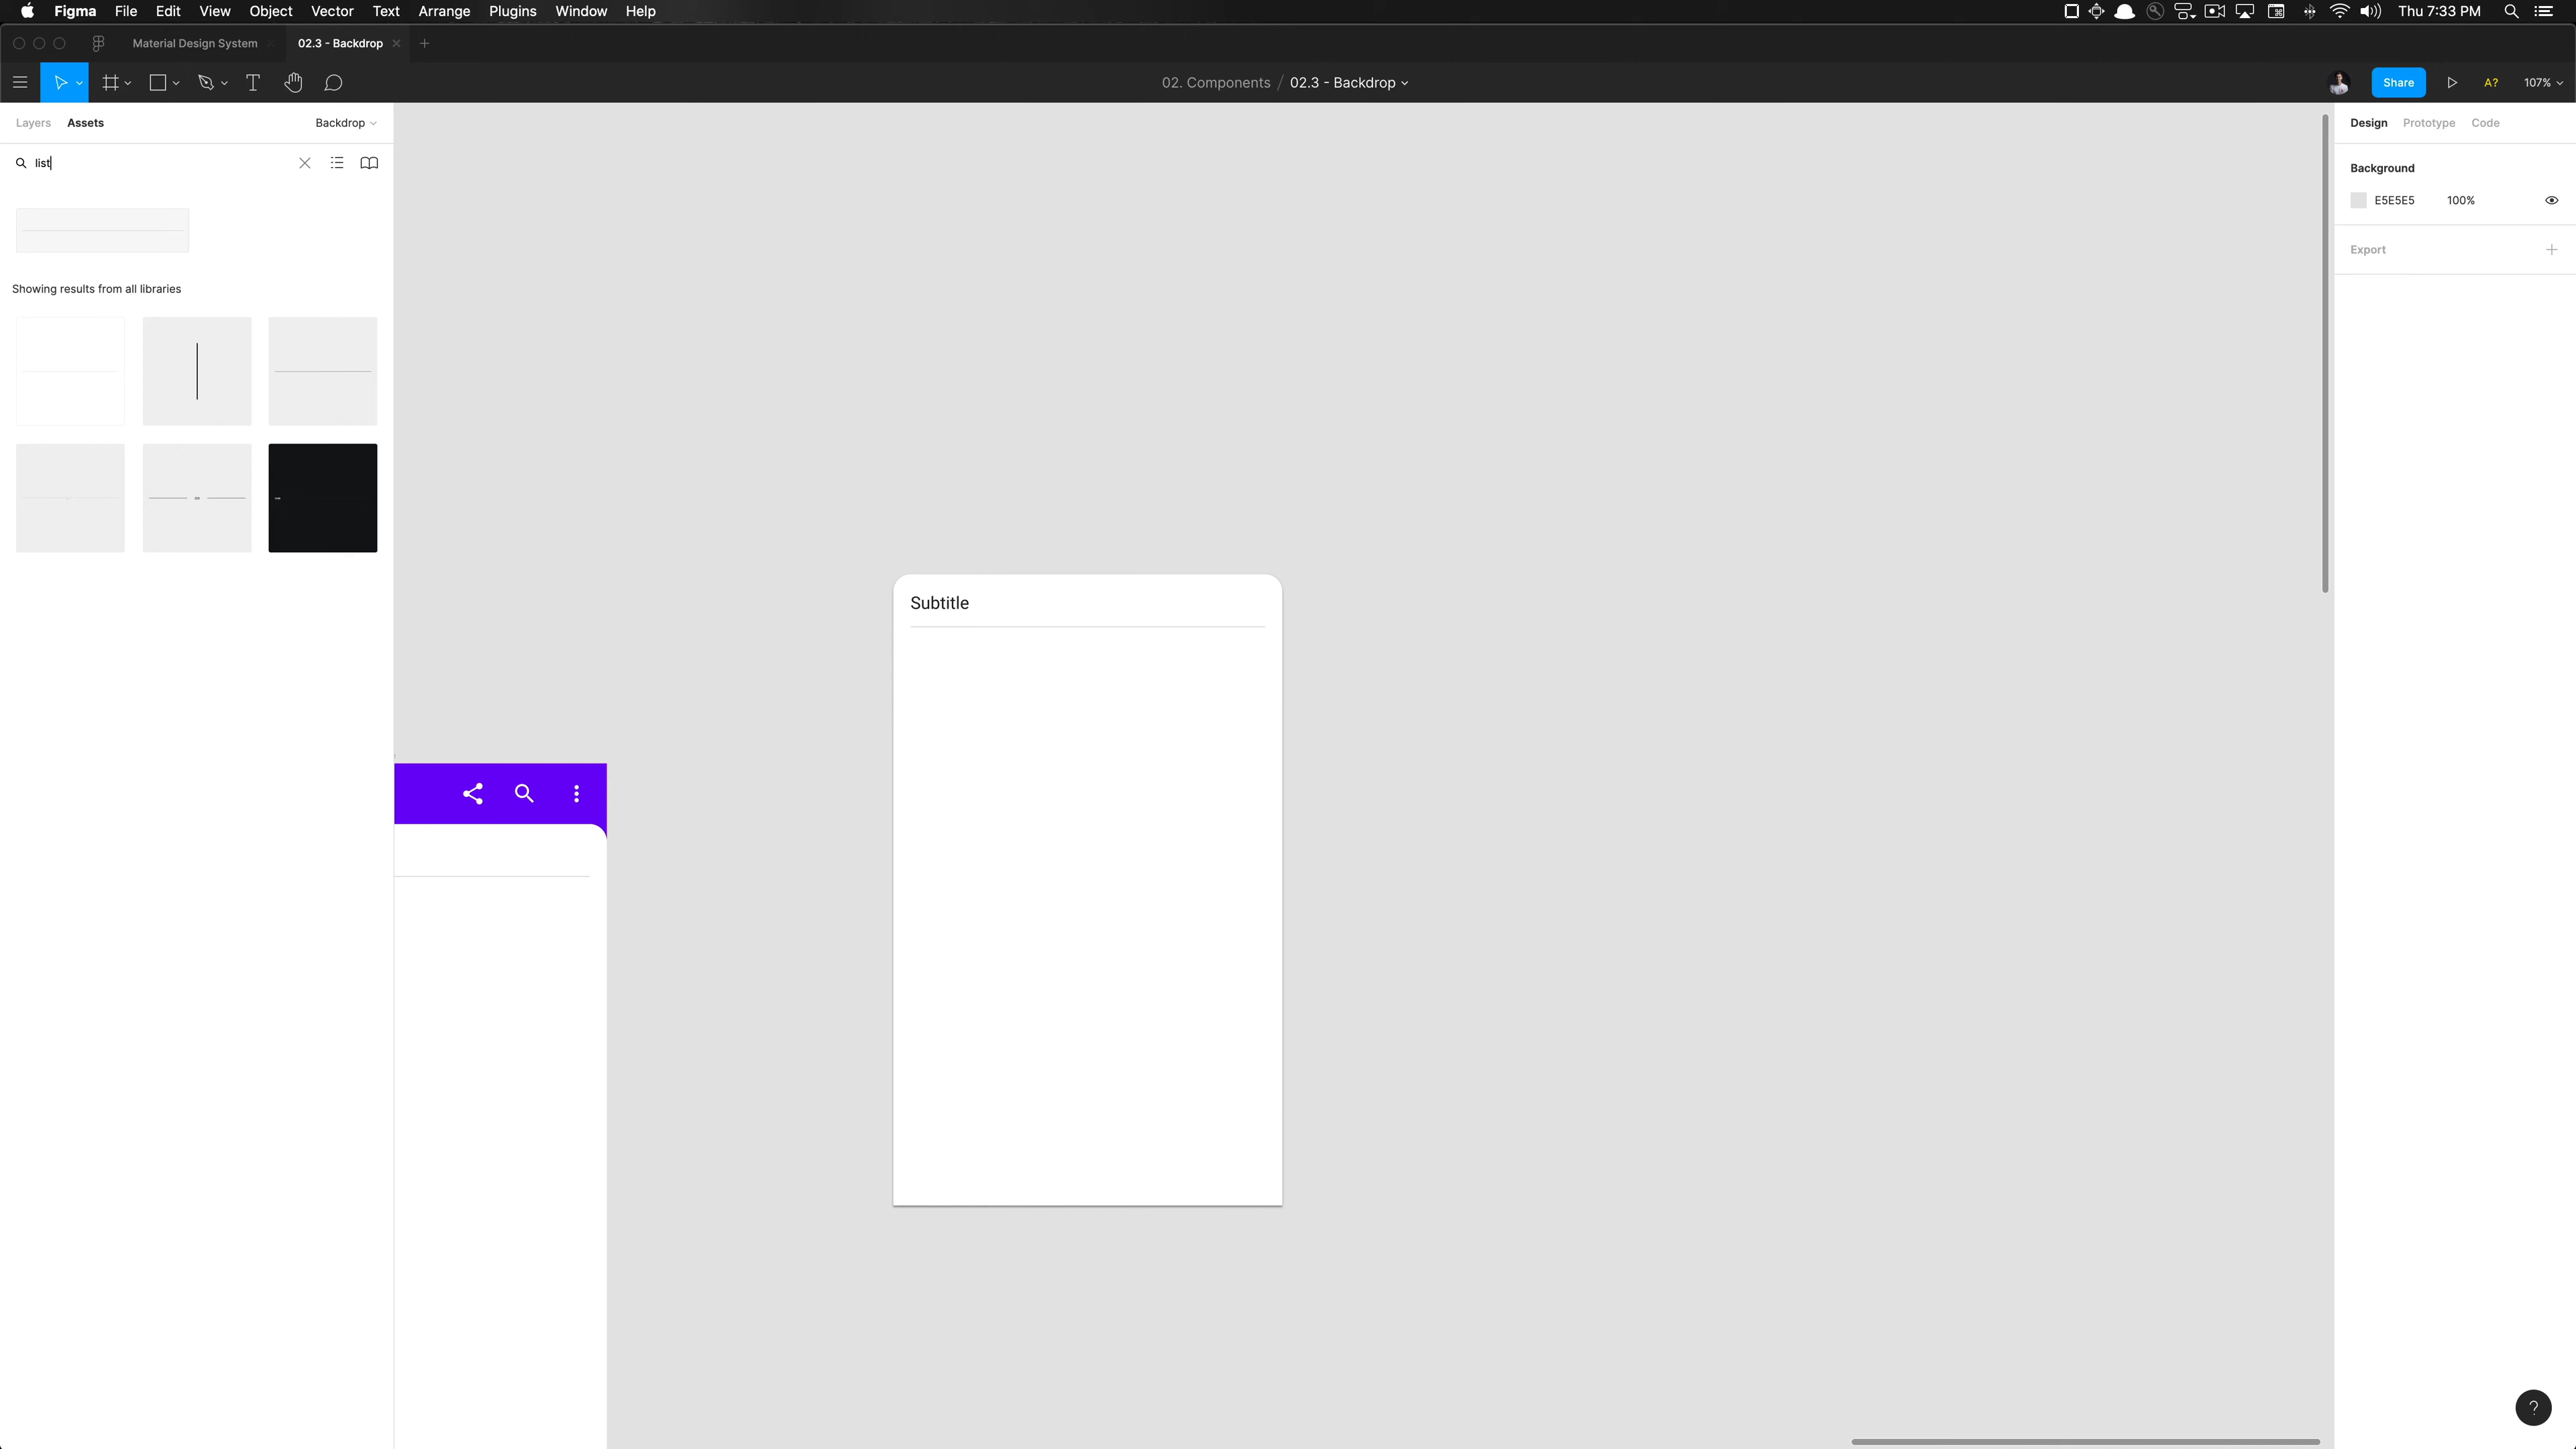 Figma File Edit View Object Vector Text Arrange Plugins Window Help Thu 7:33 PM
Material Design System 02.3 - Backdrop
02. Components / 02.3 - Backdrop Share A? 107%
Layers Assets Backdrop
list
Showing results from all libraries
Subtitle
Design Prototype Code
Background
E5E5E5 100%
Export
?